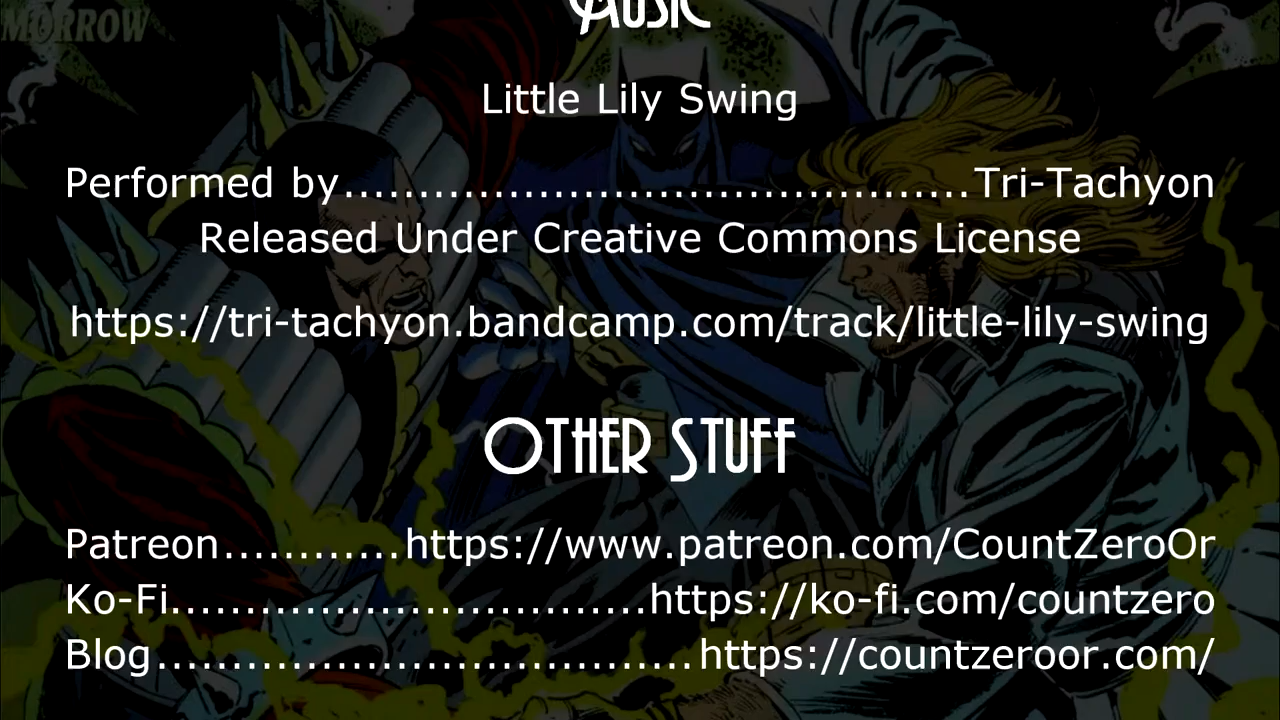 MORROW
Music
Little Lily Swing
Performed by..........................................Tri-Tachyon
Released Under Creative Commons License
https://tri-tachyon.bandcamp.com/track/little-lily-swing
Other Stuff
Patreon............https://www.patreon.com/CountZeroOr
Ko-Fi................................https://ko-fi.com/countzero
Blog....................................https://countzeroor.com/